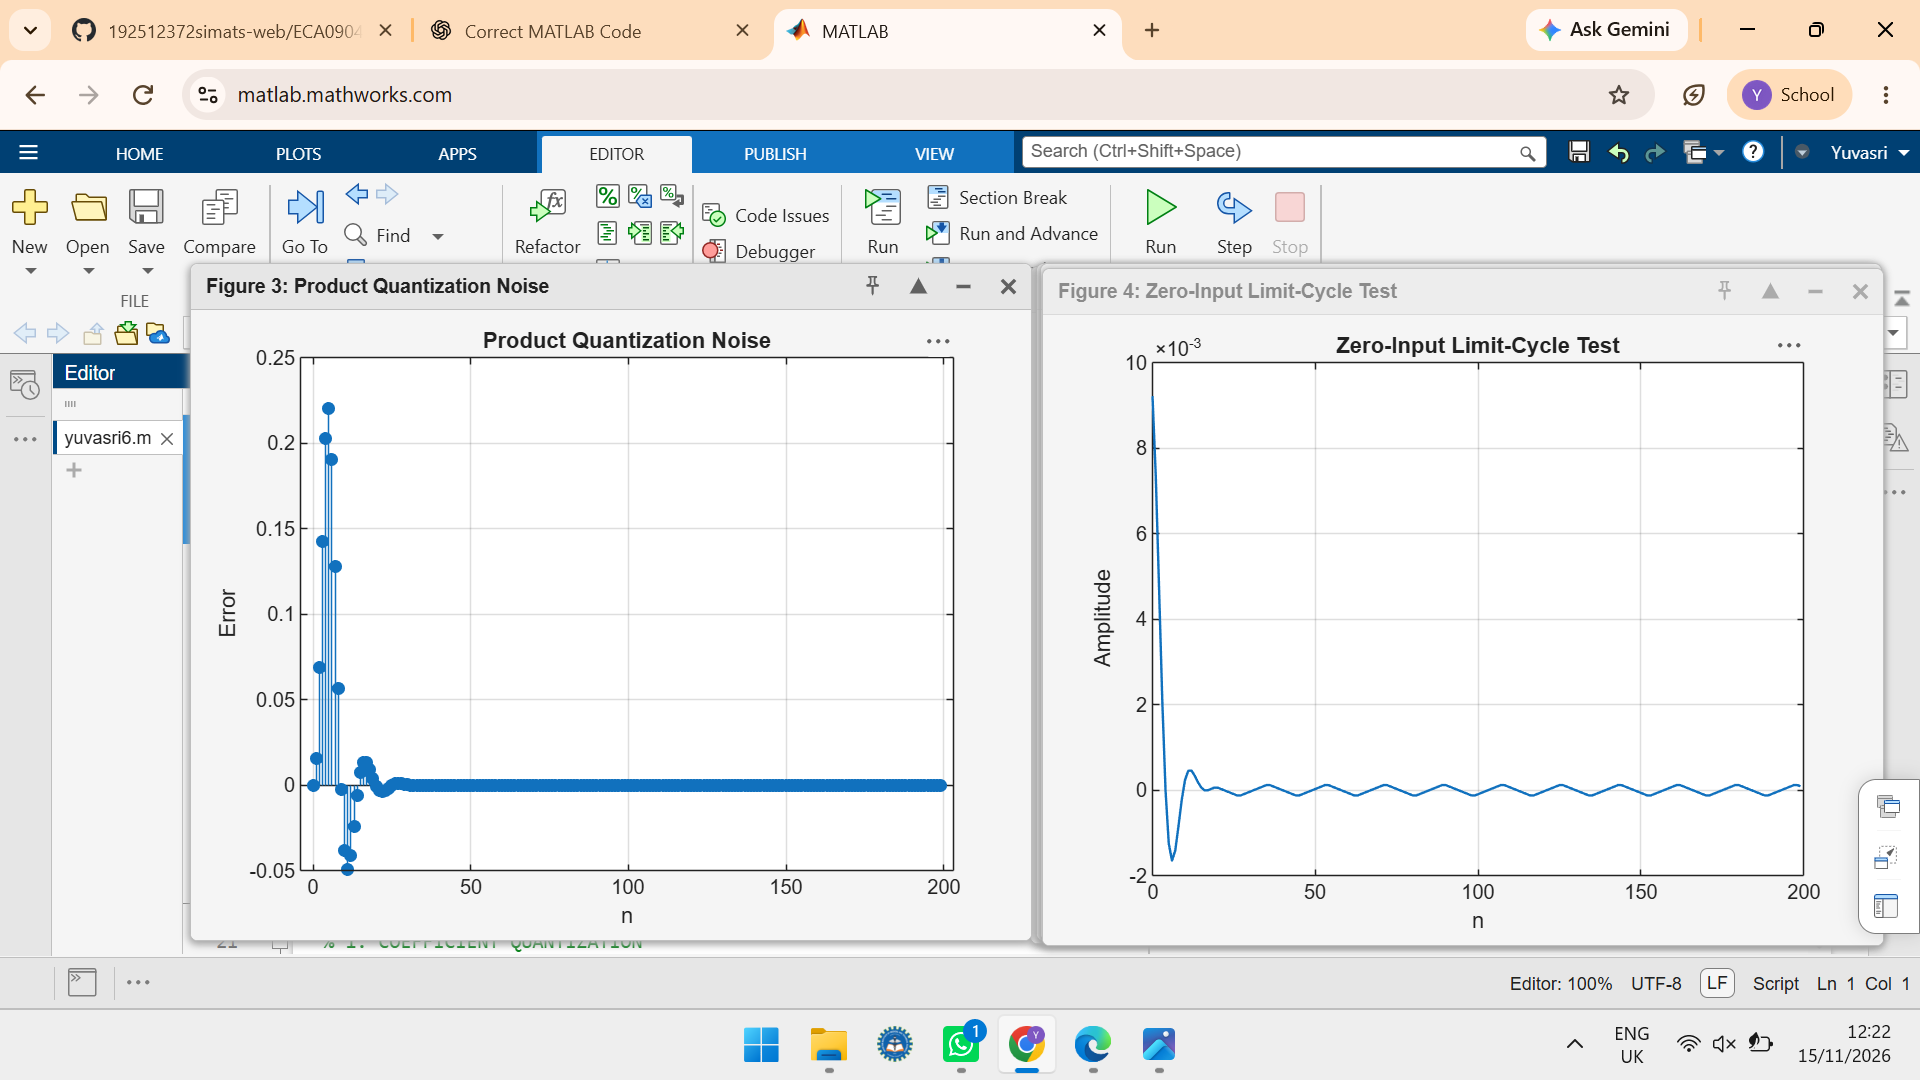 192512372simats-web/ECA0904
Correct MATLAB Code
MATLAB
Ask Gemini
matlab.mathworks.com
Y School
HOME
PLOTS
APPS
EDITOR
PUBLISH
VIEW
Search (Ctrl+Shift+Space)
Yuvasri
New
Open
Save
Compare
Go To
Find
Refactor
Code Issues
Debugger
Run
Section Break
Run and Advance
Run
Step
Stop
FILE
Editor
yuvasri6.m
Figure 3: Product Quantization Noise
Product Quantization Noise
0.25
0.2
0.15
0.1
0.05
0
-0.05
Error
0 50 100 150 200
n
Figure 4: Zero-Input Limit-Cycle Test
×10-3
Zero-Input Limit-Cycle Test
10
8
6
4
2
0
-2
Amplitude
0 50 100 150 200
n
21 % 1. COEFFICIENT QUANTIZATION
Editor: 100% UTF-8 LF Script Ln 1 Col 1
1
ENG
UK
12:22
15/11/2026